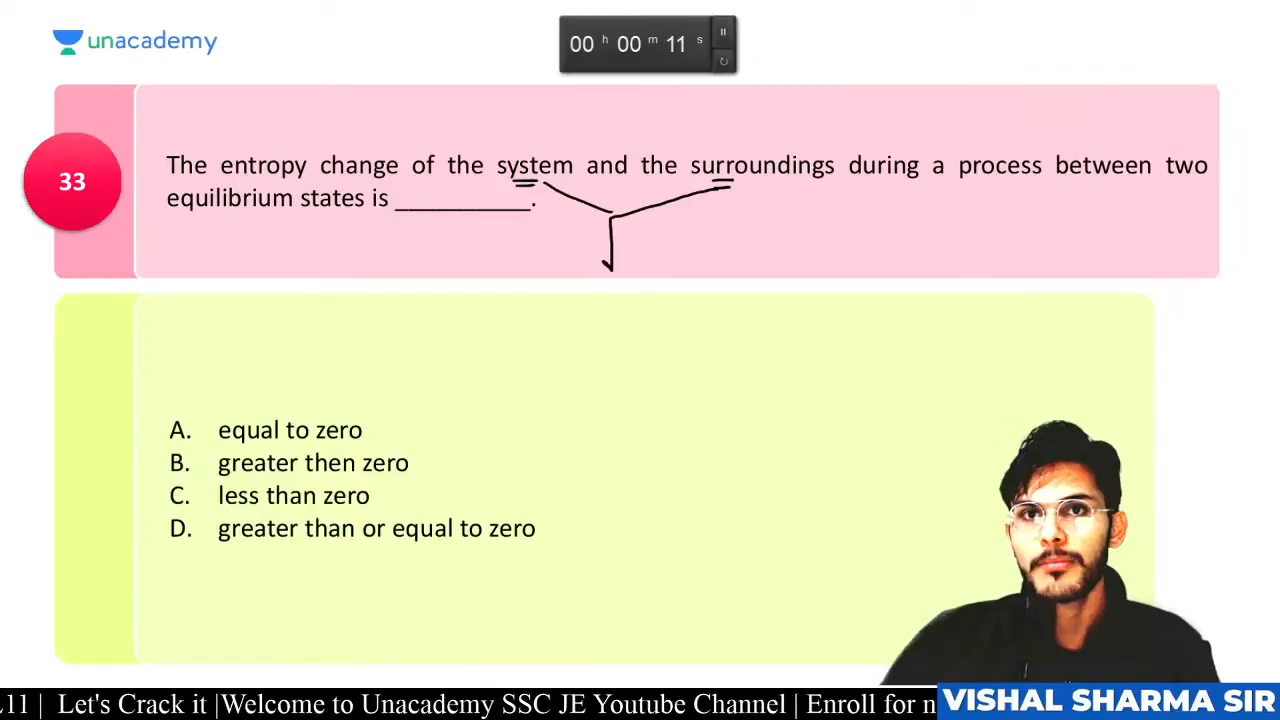 unacademy
00 h 00 m 11 s
33
The entropy change of the system and the surroundings during a process between two
equilibrium states is __________.
A. equal to zero
B. greater then zero
C. less than zero
D. greater than or equal to zero
11 | Let's Crack it |Welcome to Unacademy SSC JE Youtube Channel | Enroll for n
VISHAL SHARMA SIR